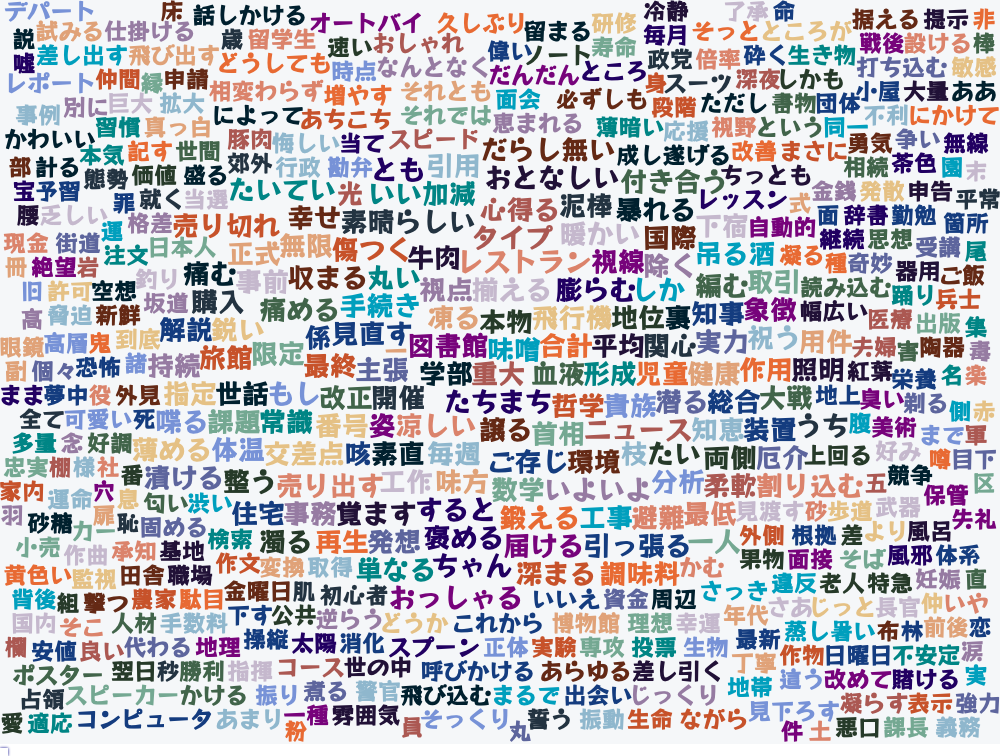 デパート 床 話しかける オートバイ 久しぶり 留まる 研修 冷静 了承 命 据える 提示 非
説 試みる 仕掛ける 歳 留学生 速い おしゃれ 偉い ノート 寿命 毎月 そっと ところが 戦後 設ける 棒
嘘 差し出す 飛び出す どうしても 時点 なんとなく だんだん ところ 政党 倍率 砕く 生き物 打ち込む 敏感
レポート 仲間 縁 申請 相変わらず 増やす それとも 面会 必ずしも 身 スーツ 深夜 しかも 小屋 大量 ああ
事例 別に 巨大 拡大 によって あちこち それでは 恵まれる 薄暗い 段階 ただし 書物 団体 不利 にかけて
かわいい 習慣 真っ白 豚肉 悔しい 当て スピード だらし無い 応援 視野 という 同一 勇気 争い 無線
部 計る 本気 記す 世間 郊外 行政 勘弁 とも 引用 成し遂げる 改善 まさに 相続 茶色 園 末
宝 予習 態勢 価値 盛る たいてい 光 いい加減 おとなしい 付き合う ちっとも 金銭 発散 申告 平常
腰 乏しい 罪 就く 当選 幸せ 素晴らしい 心得る 泥棒 暴れる レッスン 式 面 辞書 勤勉 箇所
現金 街道 運 格差 売り切れ タイプ 暖かい 国際 下宿 自動的 継続 思想 受講 尾
冊 絶望 岩 注文 日本人 正式 無限 傷つく 牛肉 レストラン 視線 除く 吊る 酒 凝る 種 奇妙 器用 ご飯
旧 許可 空想 釣り 痛む 事前 収まる 丸い 視点 揃える 膨らむ しか 編む 取引 読み込む 踊り 兵士
高 脅迫 新鮮 坂道 購入 痛める 手続き 凍る 本物 飛行機 地位 裏 知事 象徴 幅広い 医療 出版 集
眼鏡 高層 鬼 到底 解説 鋭い 係 見直す 一 図書館 味噌 合計 平均 関心 実力 祝う 用件 夫婦 害 陶器 毒
副 個々 恐怖 諸 持続 旅館 限定 最終 主張 学部 重大 血液 形成 児童 健康 作用 照明 紅葉 栄養 名 楽
まま 夢中 役 外見 指定 世話 もし 改正 開催 たちまち 哲学 貴族 潜る 総合 大戦 地上 臭い 剃る 側 赤
全て 可愛い 死 喋る 課題 常識 番号 姿 涼しい 譲る 首相 ニュース 知恵 装置 うち 腹 美術 まで 軍
多量 念 好調 薄める 体温 交差点 咳 素直 毎週 ご存じ 環境 枝 たい 両側 厄介 上回る 好み 噂 目下
忠実 棚 様 社 番 漬ける 整う 売り出す 工作 味方 数学 いよいよ 分析 柔軟 割り込む 五 競争 保管 区
家内 運命 穴 息 匂い 渋い 住宅 事務 覚ます すると 鍛える 工事 避難 最低 見渡す 砂 歩道 武器 失礼
羽 砂糖 力 扉 恥 固める 検索 濁る 再生 発想 褒める 届ける 引っ張る 一人 外側 根拠 差 より 風呂
小売 作曲 承知 基地 作文 変換 取得 単なる ちゃん 深まる 調味料 かむ 果物 面接 そば 風邪 体系
黄色い 監視 田舎 職場 金曜日 肌 初心者 おっしゃる いいえ 資金 周辺 さっき 違反 老人 特急 妊娠 直
背後 組 撃つ 農家 駄目 下す 公共 逆らう どうか これから 博物館 理想 幸運 年代 さあ じっと 長官 仲 いや
国内 そこ 人材 手数料 操縦 太陽 消化 スプーン 正体 実験 専攻 投票 生物 最新 蒸し暑い 布 林 前後 恋
欄 安値 良い 代わる 地理 コース 世の中 呼びかける あらゆる 差し引く 丁寧 作物 日曜日 不安定 涙
ポスター 翌日 秒 勝利 指揮 煮る 警官 飛び込む まるで 出会い じっくり 地帯 違う 改めて 賭ける 実
占領 スピーカー かける 振り 見下ろす 凝らす 表示 強力
愛 適応 コンピュータ あまり 一種 雰囲気 員 そっくり 丸 誓う 振動 生命 ながら 件 土 悪口 課長 義務
粉